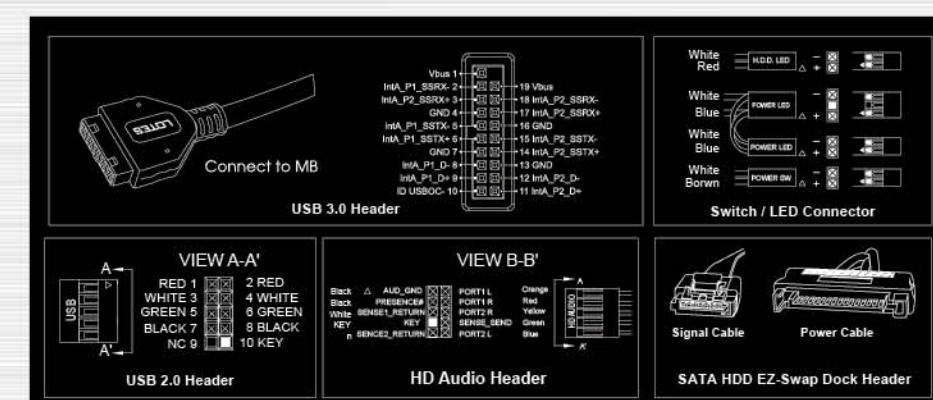 LOTES
Connect to MB
Vbus 1
IntA_P1_SSRX- 2
IntA_P2_SSRX+ 3
GND 4
IntA_P1_SSTX- 5
IntA_P1_SSTX+ 6
GND 7
IntA_P1_D- 8
IntA_P1_D+ 9
ID USBOC- 10
19 Vbus
18 IntA_P2_SSRX-
17 IntA_P2_SSRX+
16 GND
15 IntA_P2_SSTX-
14 IntA_P2_SSTX+
13 GND
12 IntA_P2_D-
11 IntA_P2_D+
USB 3.0 Header
White
Red
H.D.D. LED
- +
White
Blue
POWER LED
- +
White
Blue
POWER LED
- +
White
Borwn
POWER SW
- +
Switch / LED Connector
VIEW A-A'
A
USB
A'
RED 1 2 RED
WHITE 3 4 WHITE
GREEN 5 6 GREEN
BLACK 7 8 BLACK
NC 9 10 KEY
USB 2.0 Header
VIEW B-B'
Black AUD_GND PORT1 L Orange
Black PRESENCE# PORT1 R Red
White SENSE1_RETURN PORT2 R Yellow
KEY KEY SENSE_SEND Green
n SENCE2_RETURN PORT2 L Blue
A
HD AUDIO
A'
HD Audio Header
Signal Cable
Power Cable
SATA HDD EZ-Swap Dock Header